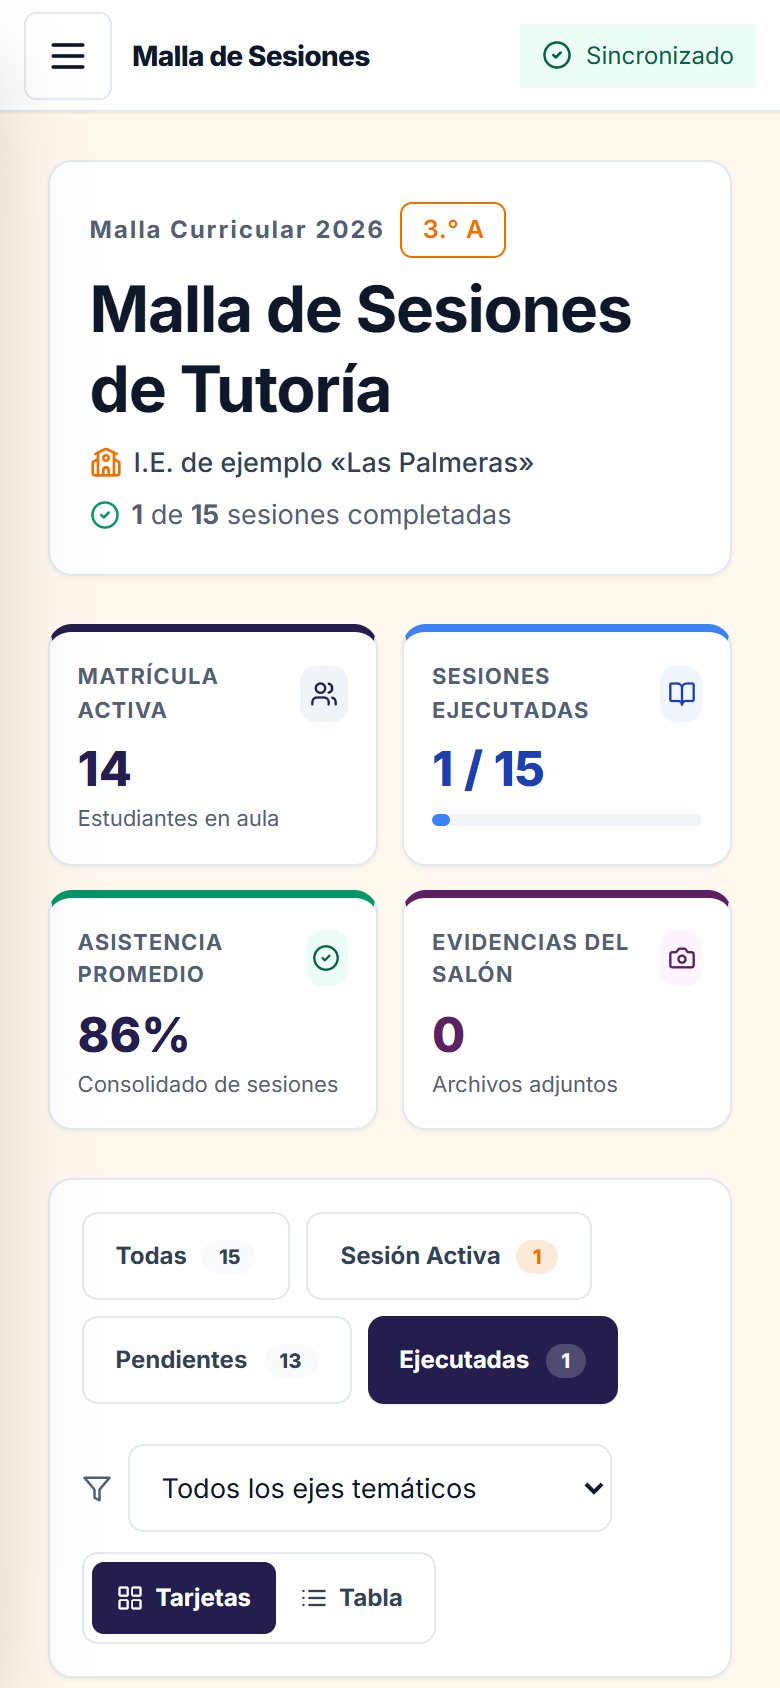 Malla de Sesiones
Sincronizado
Malla Curricular 2026
3.° A
Malla de Sesiones
de Tutoría
I.E. de ejemplo «Las Palmeras»
1 de 15 sesiones completadas
MATRÍCULA
ACTIVA
14
Estudiantes en aula
SESIONES
EJECUTADAS
1 / 15
ASISTENCIA
PROMEDIO
86%
Consolidado de sesiones
EVIDENCIAS DEL
SALÓN
0
Archivos adjuntos
Todas 15
Sesión Activa 1
Pendientes 13
Ejecutadas 1
Todos los ejes temáticos
Tarjetas
Tabla